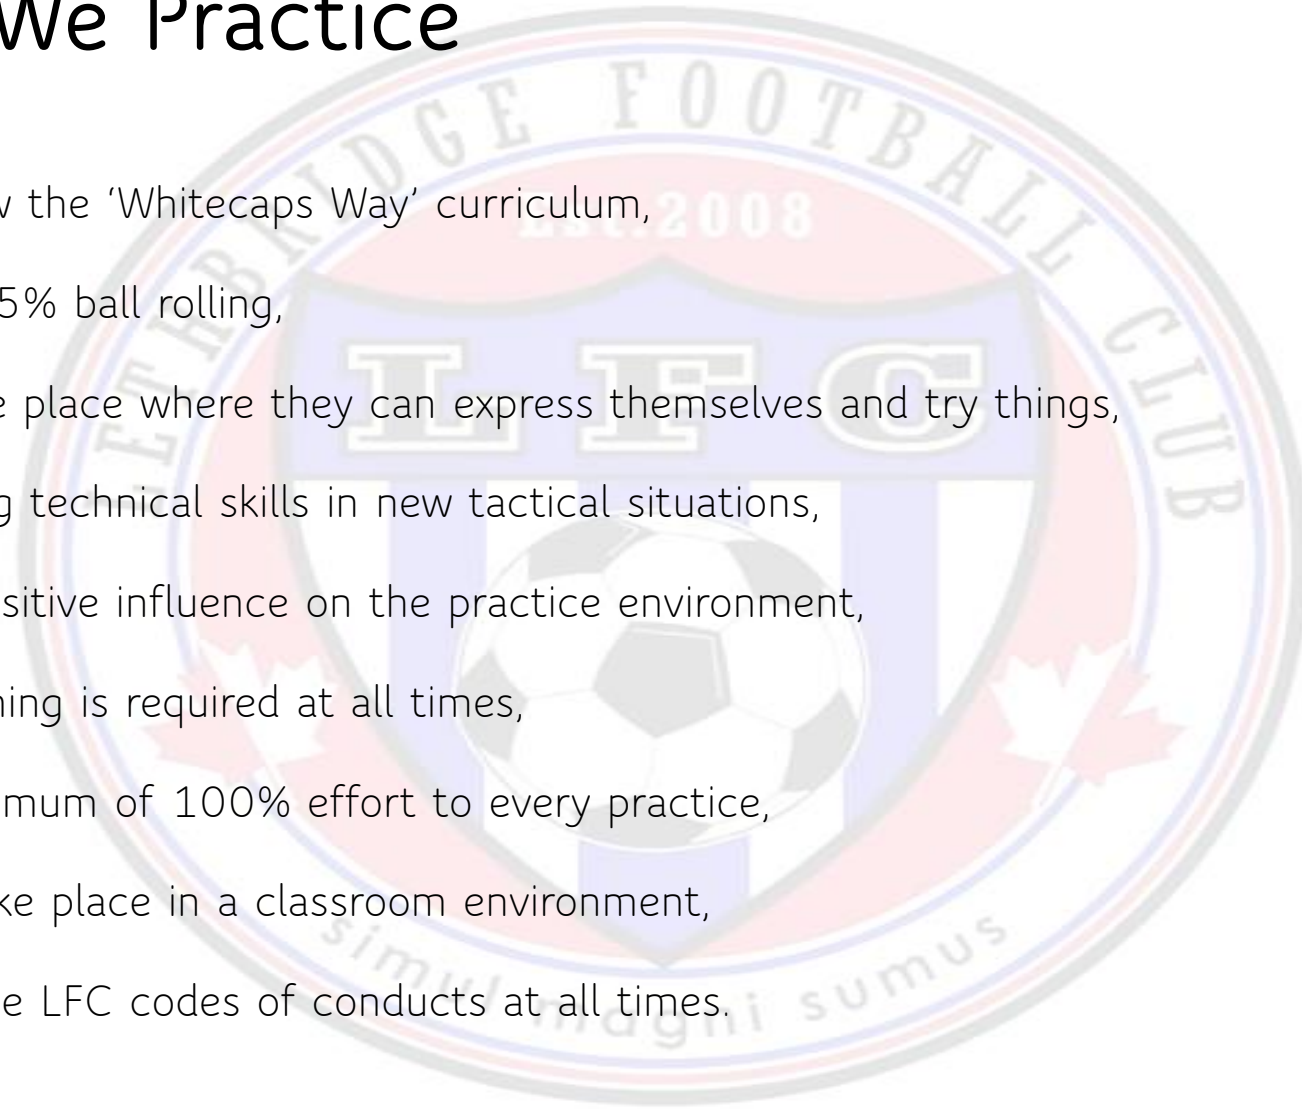 We Practice
the 'Whitecaps Way' curriculum,
5% ball rolling,
place where they can express themselves and try things,
technical skills in new tactical situations,
sitive influence on the practice environment,
ning is required at all times,
mum of 100% effort to every practice,
ke place in a classroom environment,
e LFC codes of conducts at all times.
LETHBRIDGE FOOTBALL CLUB
Est. 2008
LFC
simul magni sumus